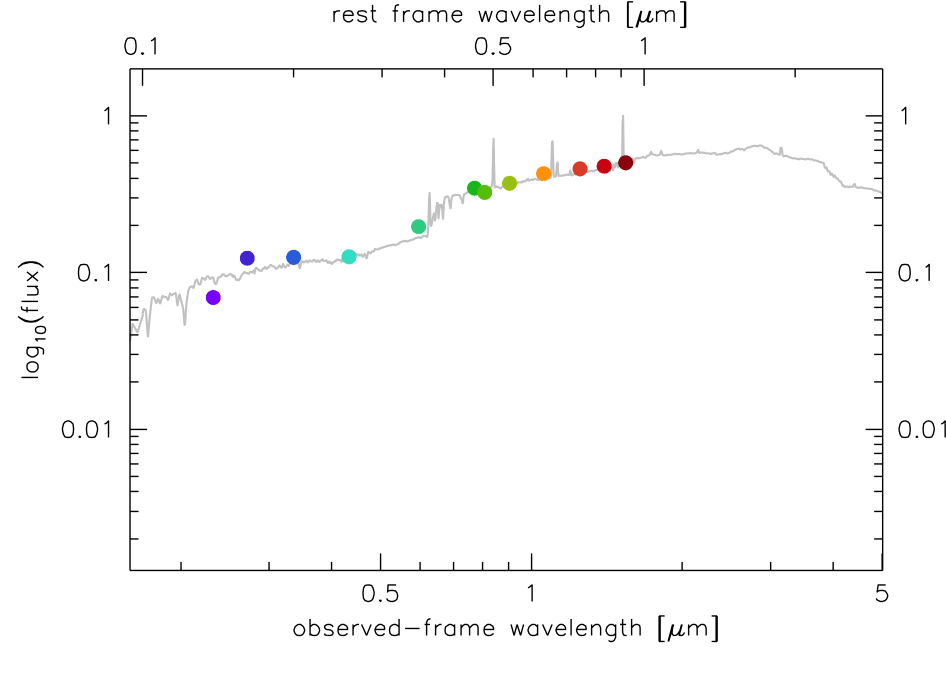 rest frame wavelength [μm]
0.1 0.5 1
1 1
0.1 0.1
0.01 0.01
log10(flux)
0.5 1 5
observed-frame wavelength [μm]